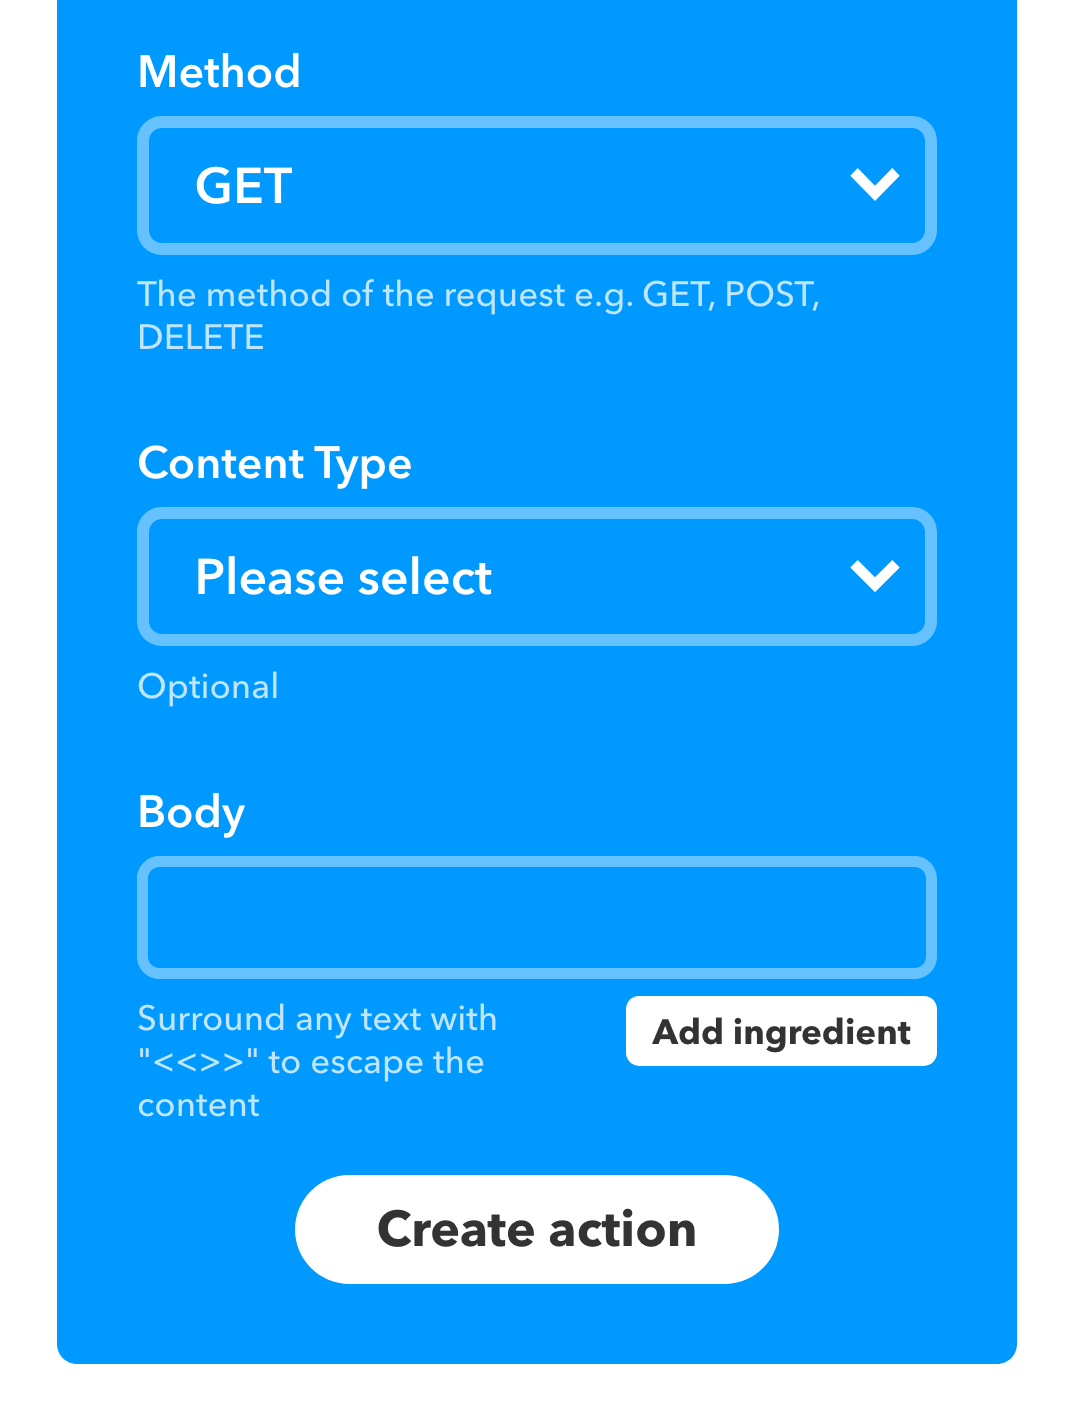 Method
GET
The method of the request e.g. GET, POST,
DELETE
Content Type
Please select
Optional
Body
Surround any text with
"<<>>" to escape the
content
Add ingredient
Create action